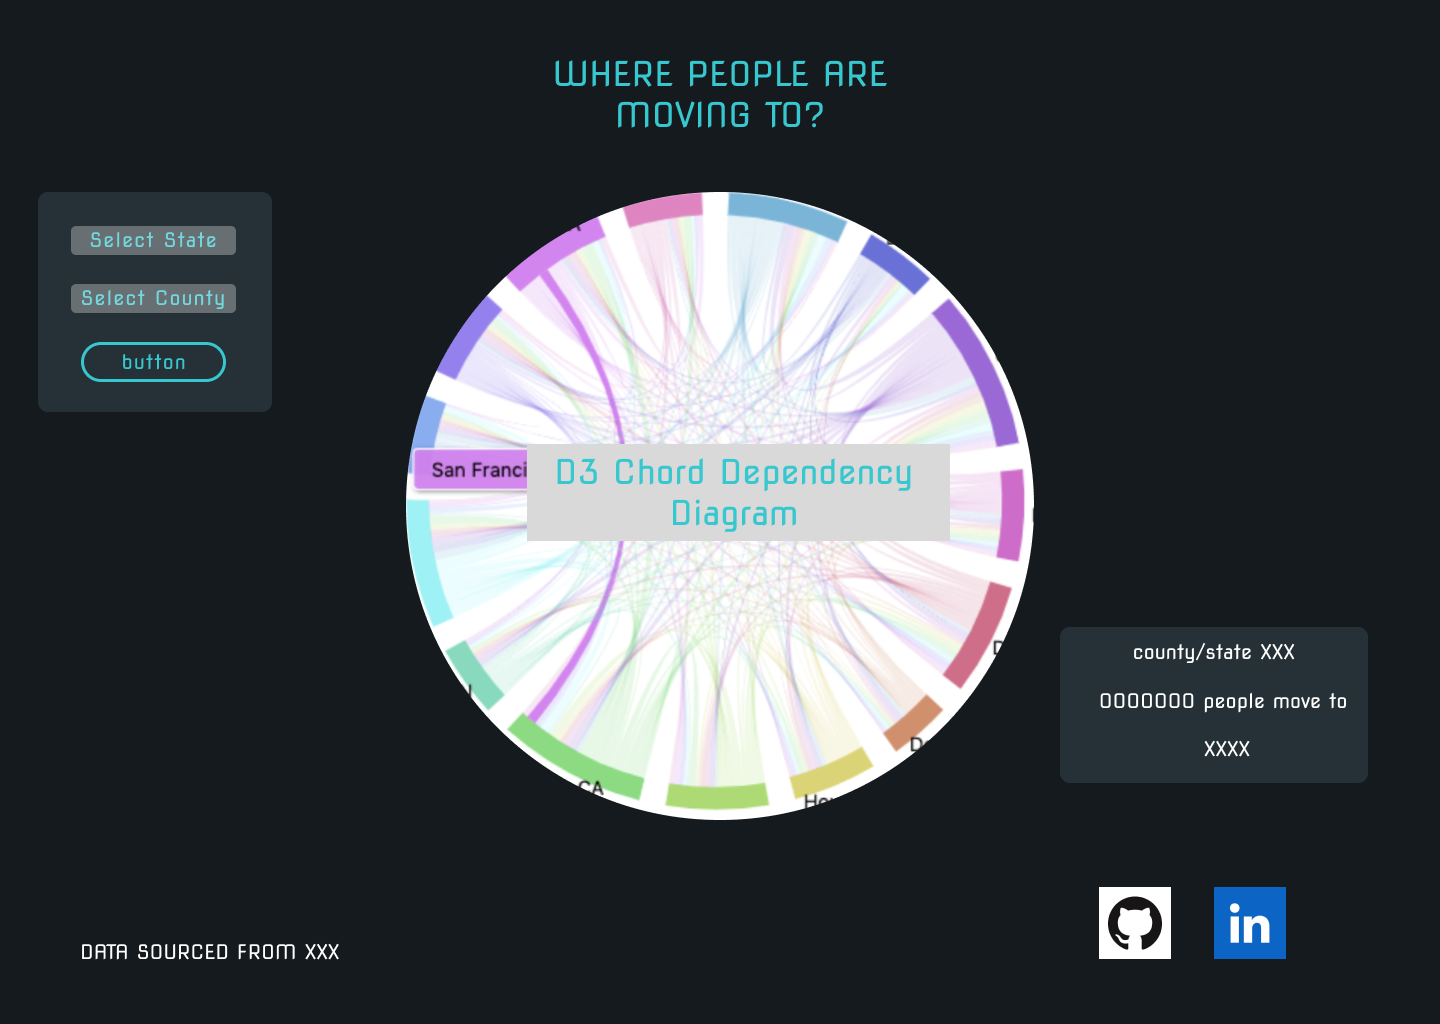 WHERE PEOPLE ARE
MOVING TO?
Select State
Select County
button
San Franci
D3 Chord Dependency
Diagram
CA
county/state XXX
0000000 people move to
XXXX
in
DATA SOURCED FROM XXX